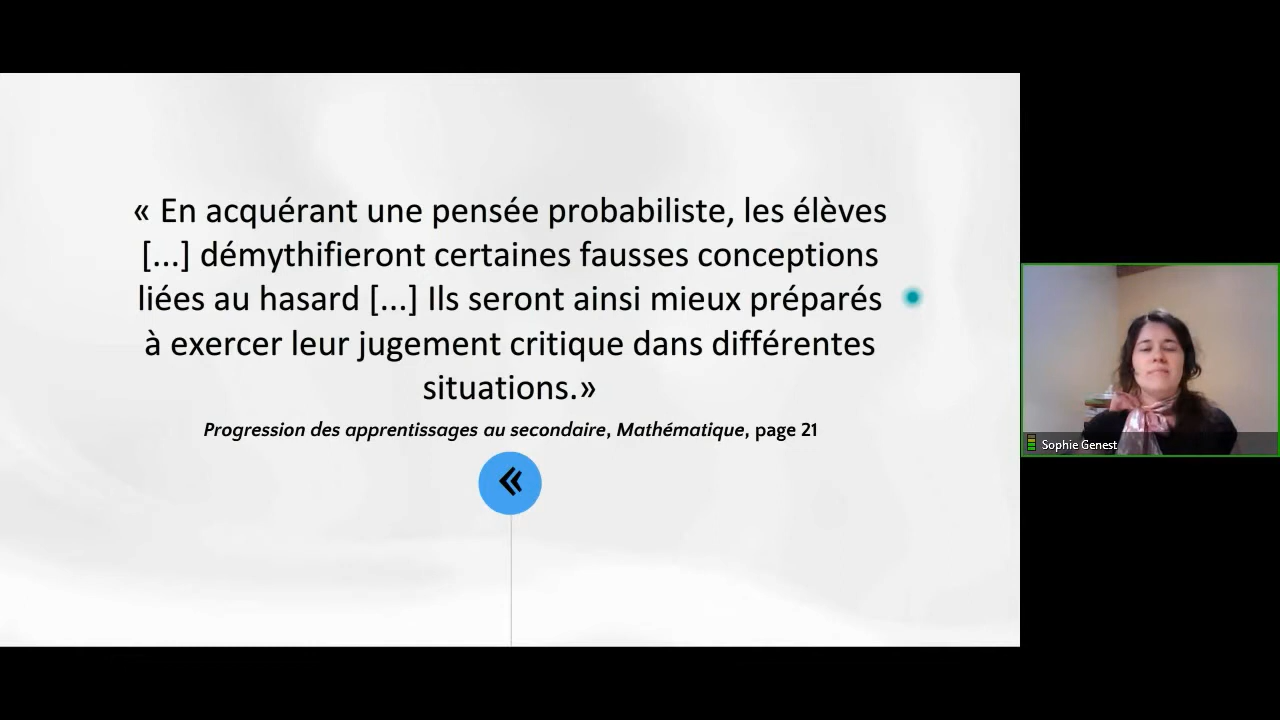 « En acquérant une pensée probabiliste, les élèves
[...] démythifieront certaines fausses conceptions
liées au hasard [...] Ils seront ainsi mieux préparés
à exercer leur jugement critique dans différentes
situations.»
Progression des apprentissages au secondaire, Mathématique, page 21
«
Sophie Genest